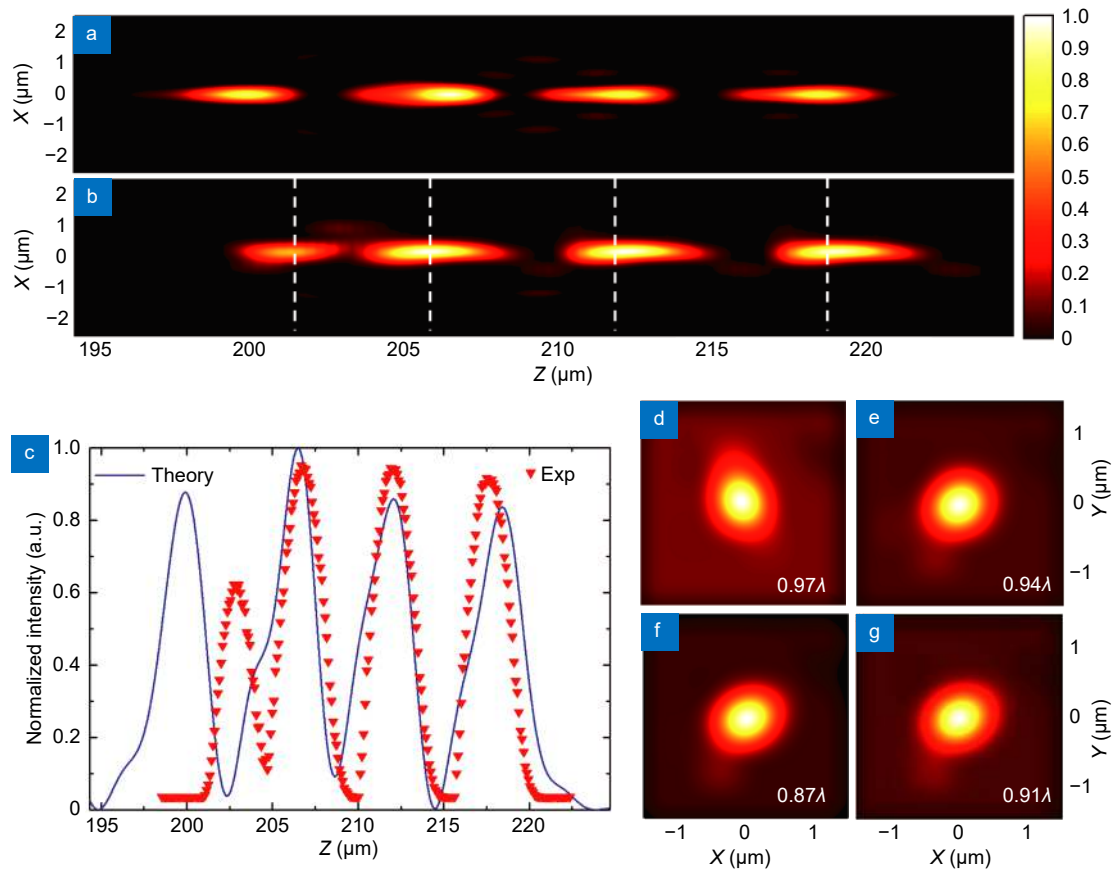 a
2
1
0
−1
−2
X (μm)
1.0
0.9
0.8
0.7
0.6
0.5
0.4
0.3
0.2
0.1
0
b
2
1
0
−1
−2
X (μm)
195 200 205 210 215 220
Z (μm)
c
Theory
Exp
1.0
0.8
0.6
0.4
0.2
0
Normalized intensity (a.u.)
195 200 205 210 215 220
Z (μm)
d
0.97λ
e
0.94λ
1
0
−1
Y (μm)
f
0.87λ
g
0.91λ
1
0
−1
Y (μm)
−1 0 1
X (μm)
−1 0 1
X (μm)